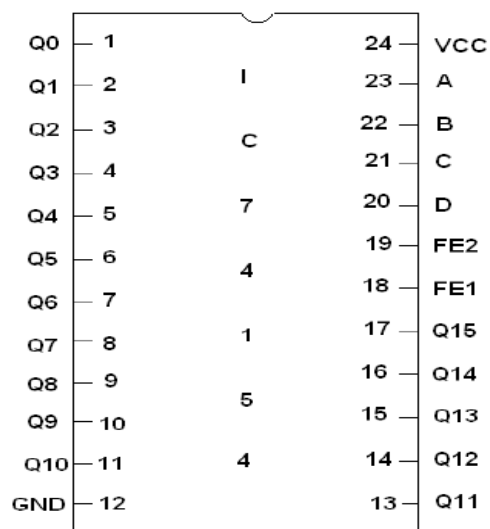 Q0 1 24 VCC
I
Q1 2 23 A
Q2 3 22 B
C
Q3 4 21 C
Q4 5 7 20 D
Q5 6 19 FE2
4
Q6 7 18 FE1
Q7 8 1 17 Q15
Q8 9 16 Q14
5
Q9 10 15 Q13
Q10 11 4 14 Q12
GND 12 13 Q11